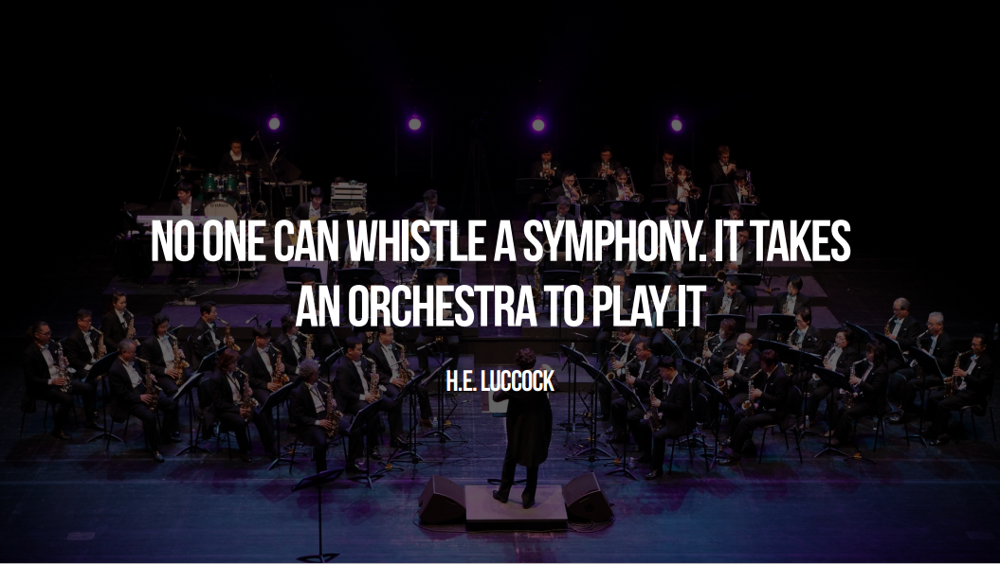 NO ONE CAN WHISTLE A SYMPHONY. IT TAKES
AN ORCHESTRA TO PLAY IT
H.E. LUCCOCK